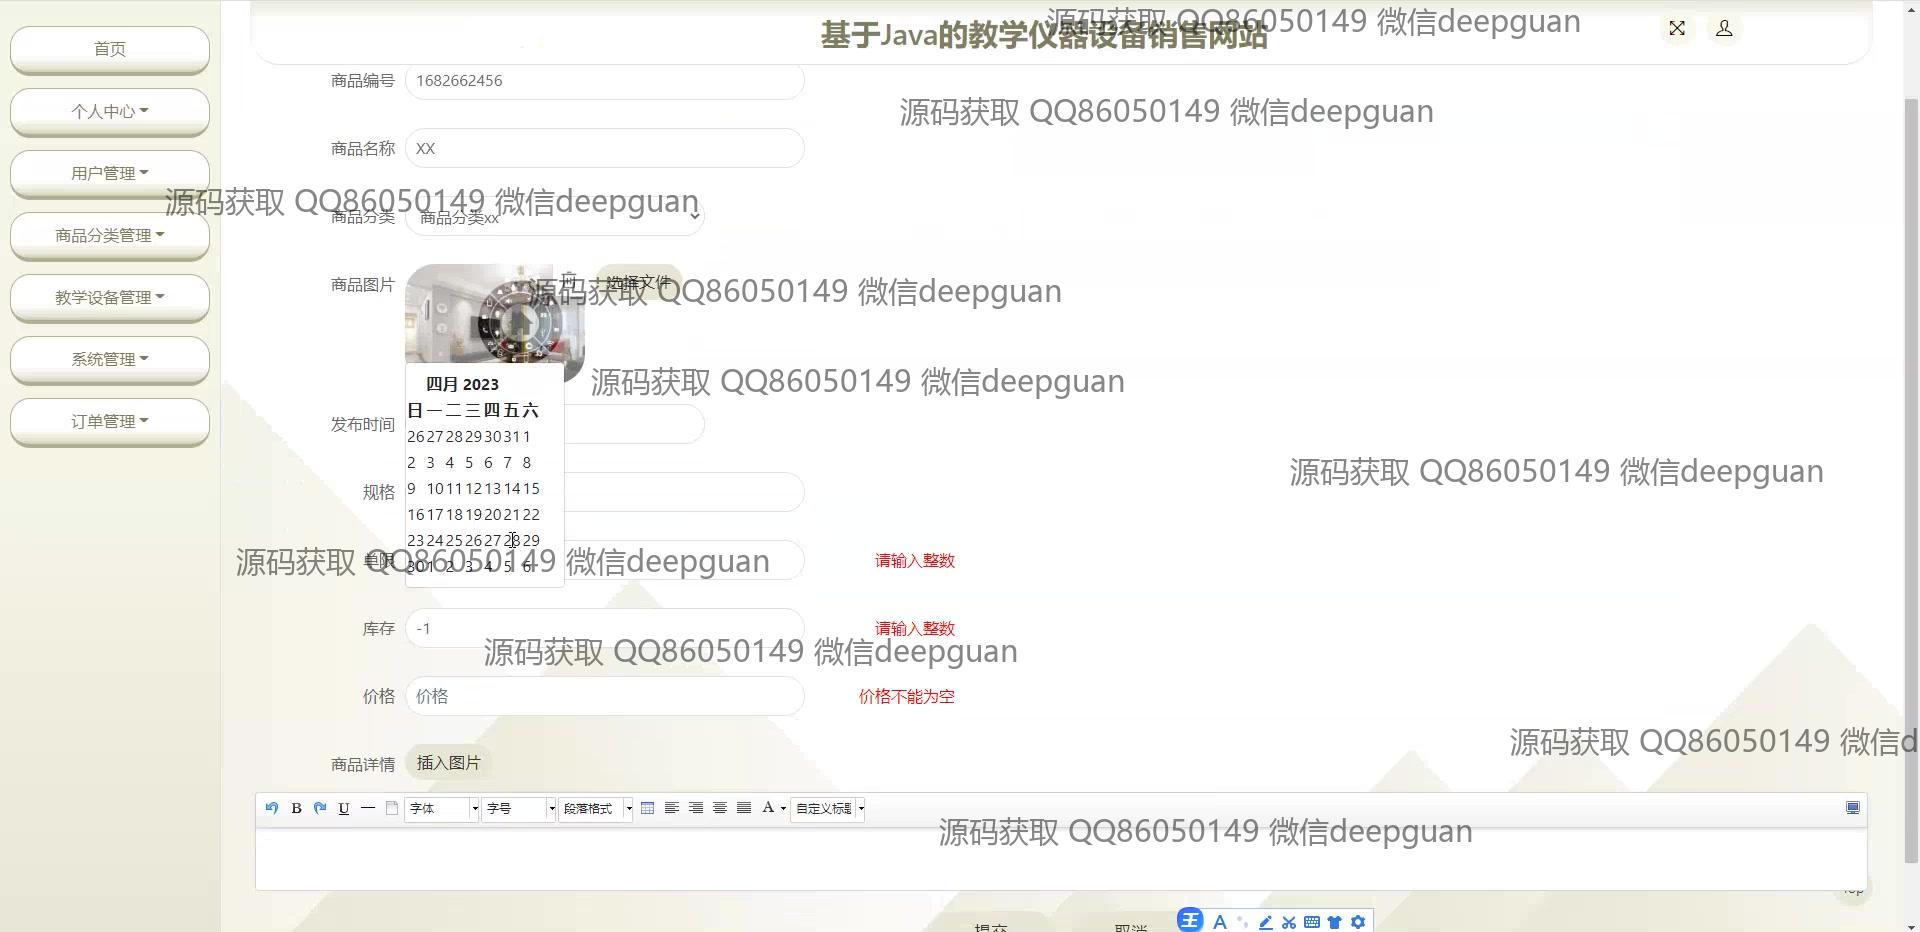 基于Java的教学仪器设备销售网站
源码获取 QQ86050149 微信deepguan
首页
个人中心
用户管理
商品分类管理
教学设备管理
系统管理
订单管理
商品编号 1682662456
源码获取 QQ86050149 微信deepguan
商品名称 XX
源码获取 QQ86050149 微信deepguan
商品分类 商品分类xx
商品图片 选择文件
源码获取 QQ86050149 微信deepguan
源码获取 QQ86050149 微信deepguan
四月 2023
日 一 二 三 四 五 六
26 27 28 29 30 31 1
2 3 4 5 6 7 8
9 10 11 12 13 14 15
16 17 18 19 20 21 22
23 24 25 26 27 28 29
30 1 2 3 4 5 6
发布时间
源码获取 QQ86050149 微信deepguan
规格
单限 请输入整数
源码获取 QQ86050149 微信deepguan
库存 -1 请输入整数
源码获取 QQ86050149 微信deepguan
价格 价格 价格不能为空
源码获取 QQ86050149 微信d
商品详情 插入图片
B U 字体 字号 段落格式 A 自定义标题
源码获取 QQ86050149 微信deepguan
Top
提交 取消
王 A